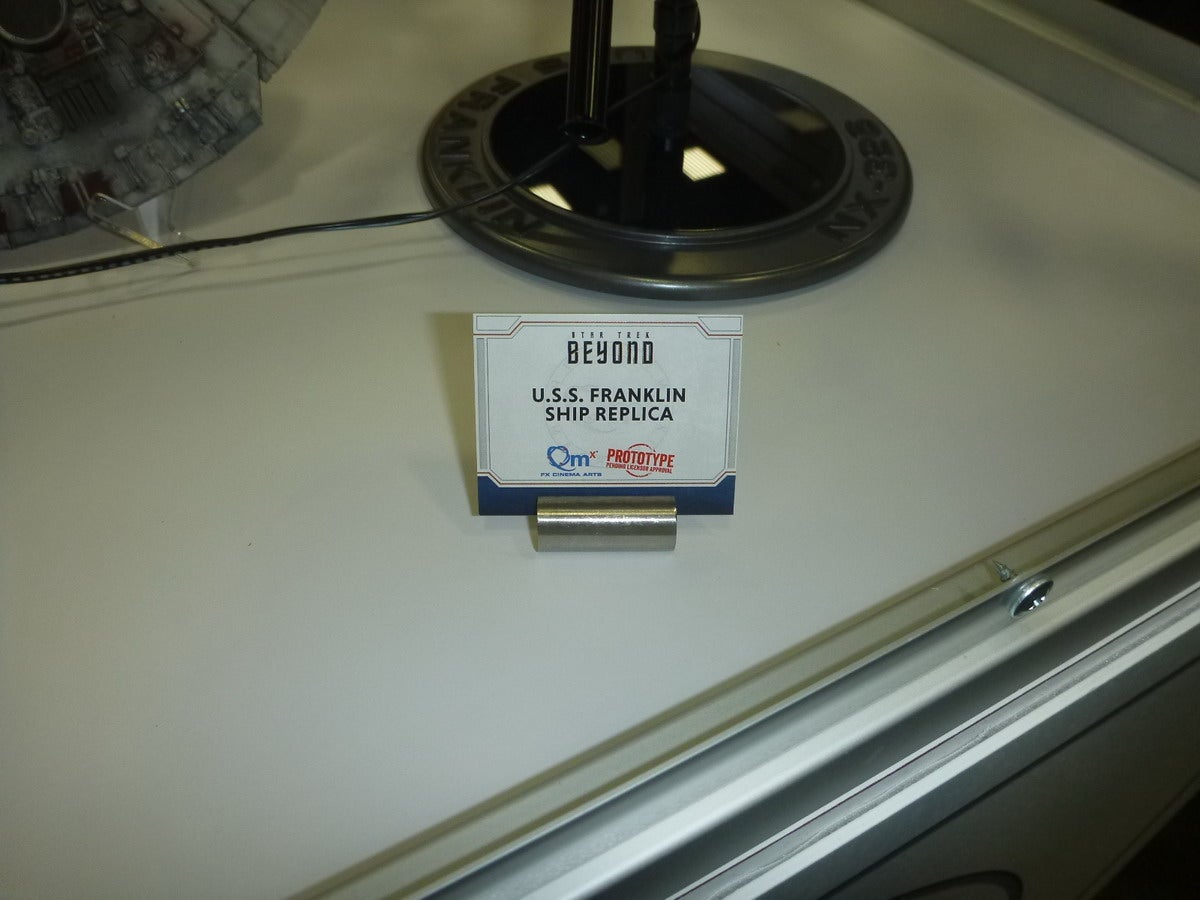 FRANKLIN
NX-326
STAR TREK
BEYOND
U.S.S. FRANKLIN
SHIP REPLICA
Qmx
FX CINEMA ARTS
PROTOTYPE
PENDING LICENSOR APPROVAL